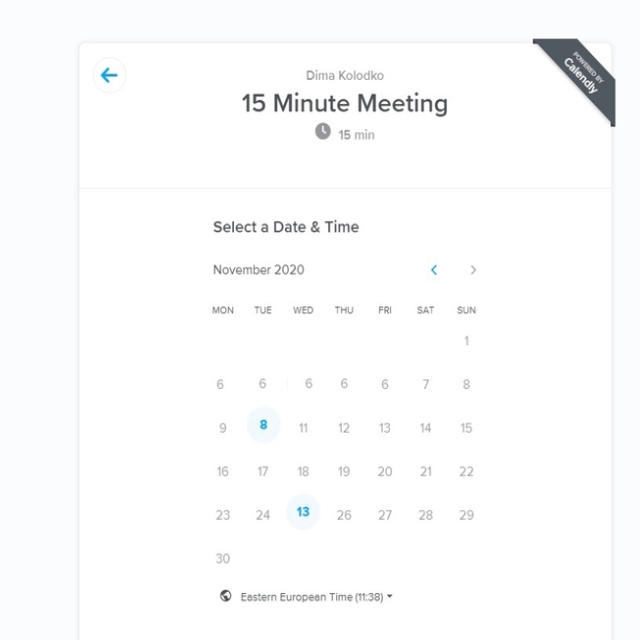 POWERED BY
Calendly
Dima Kolodko
15 Minute Meeting
15 min
Select a Date & Time
November 2020
MON TUE WED THU FRI SAT SUN
1
6 6 6 6 6 7 8
9 8 11 12 13 14 15
16 17 18 19 20 21 22
23 24 13 26 27 28 29
30
Eastern European Time (11:38)